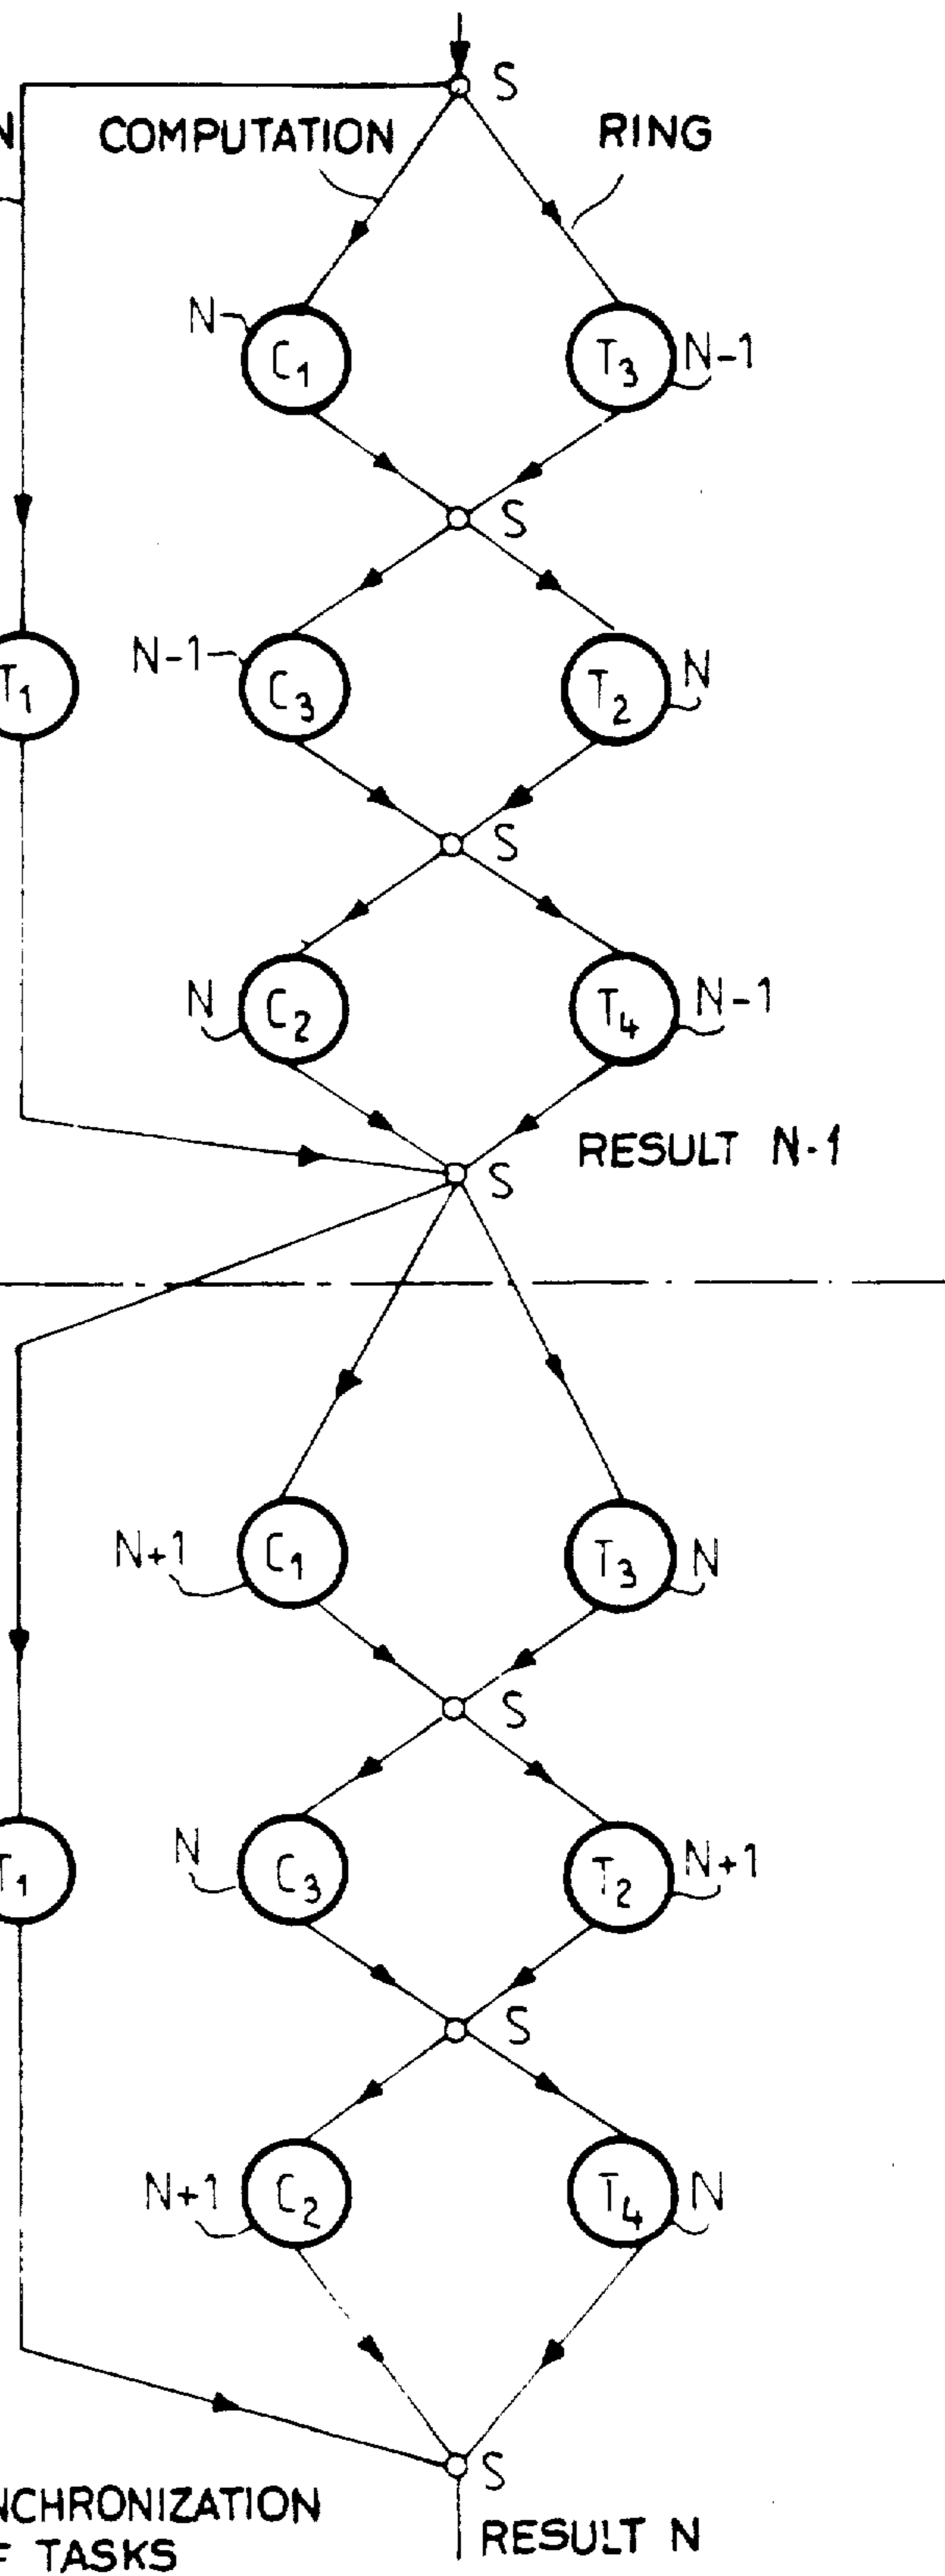 S
N COMPUTATION RING
N C1 T3 N-1
S
T1 N-1 C3 T2 N
S
N C2 T4 N-1
RESULT N-1
S
N+1 C1 T3 N
S
T1 N C3 T2 N+1
S
N+1 C2 T4 N
S
NCHRONIZATION
F TASKS
RESULT N